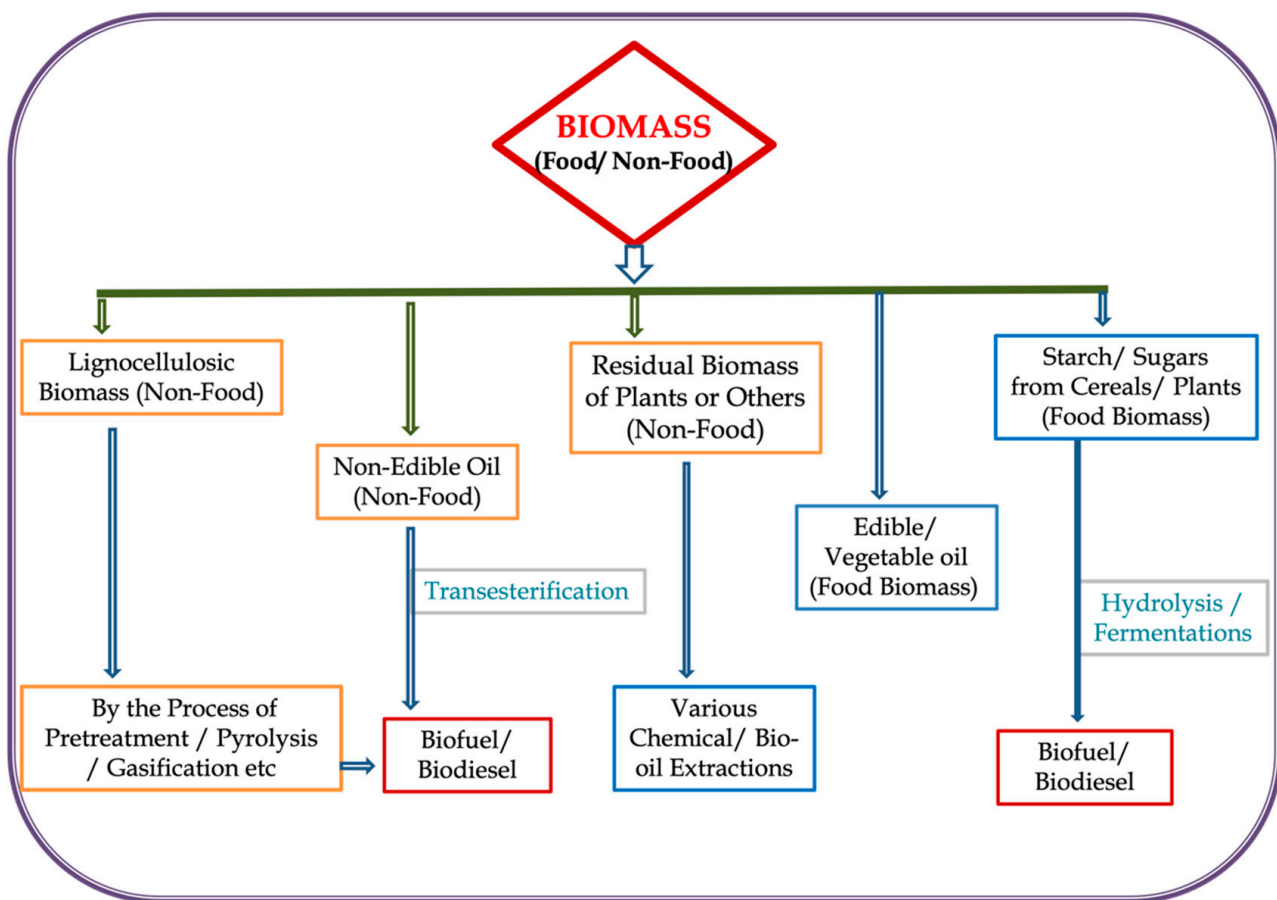 BIOMASS
(Food/ Non-Food)
Lignocellulosic
Biomass (Non-Food)
Non-Edible Oil
(Non-Food)
Residual Biomass
of Plants or Others
(Non-Food)
Edible/
Vegetable oil
(Food Biomass)
Starch/ Sugars
from Cereals/ Plants
(Food Biomass)
Transesterification
Hydrolysis /
Fermentations
By the Process of
Pretreatment / Pyrolysis
/ Gasification etc
Biofuel/
Biodiesel
Various
Chemical/ Bio-
oil Extractions
Biofuel/
Biodiesel